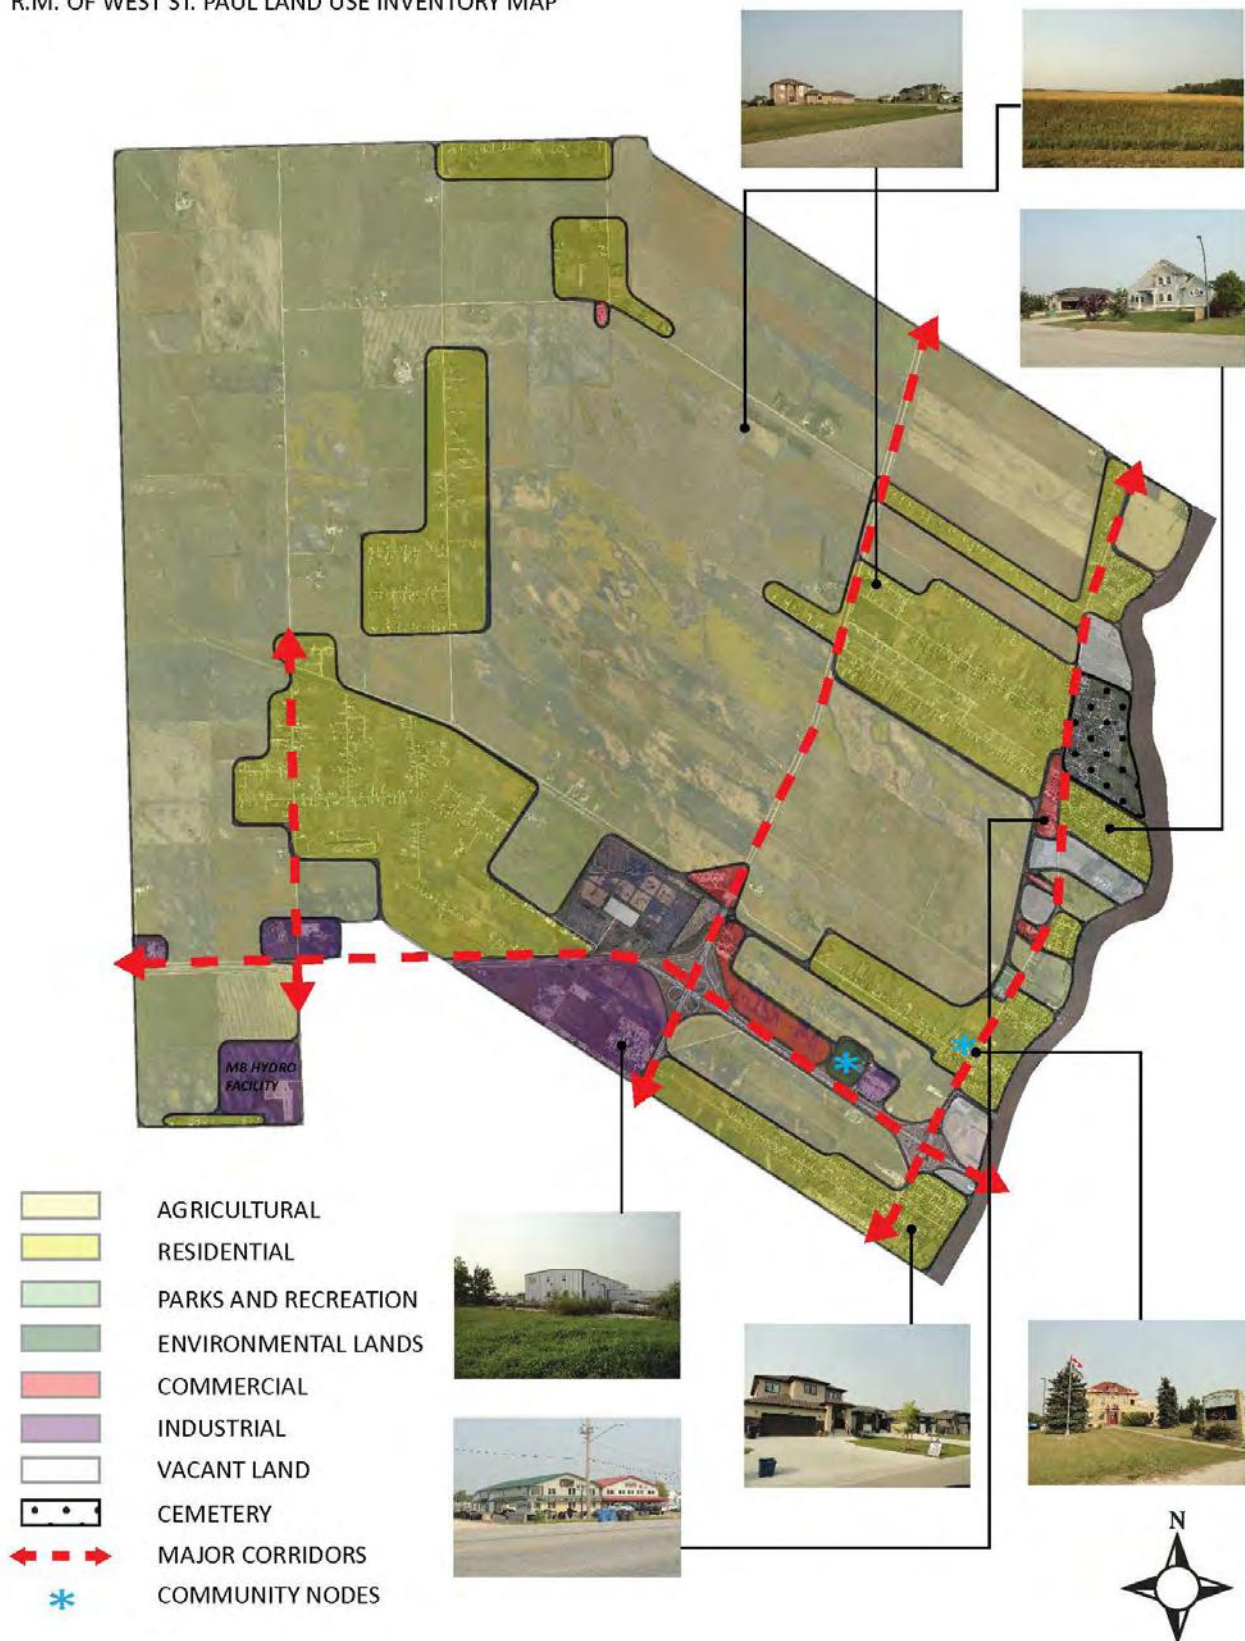 R.M. OF WEST ST. PAUL LAND USE INVENTORY MAP
MB HYDRO
FACILITY
AGRICULTURAL
RESIDENTIAL
PARKS AND RECREATION
ENVIRONMENTAL LANDS
COMMERCIAL
INDUSTRIAL
VACANT LAND
CEMETERY
MAJOR CORRIDORS
COMMUNITY NODES
N